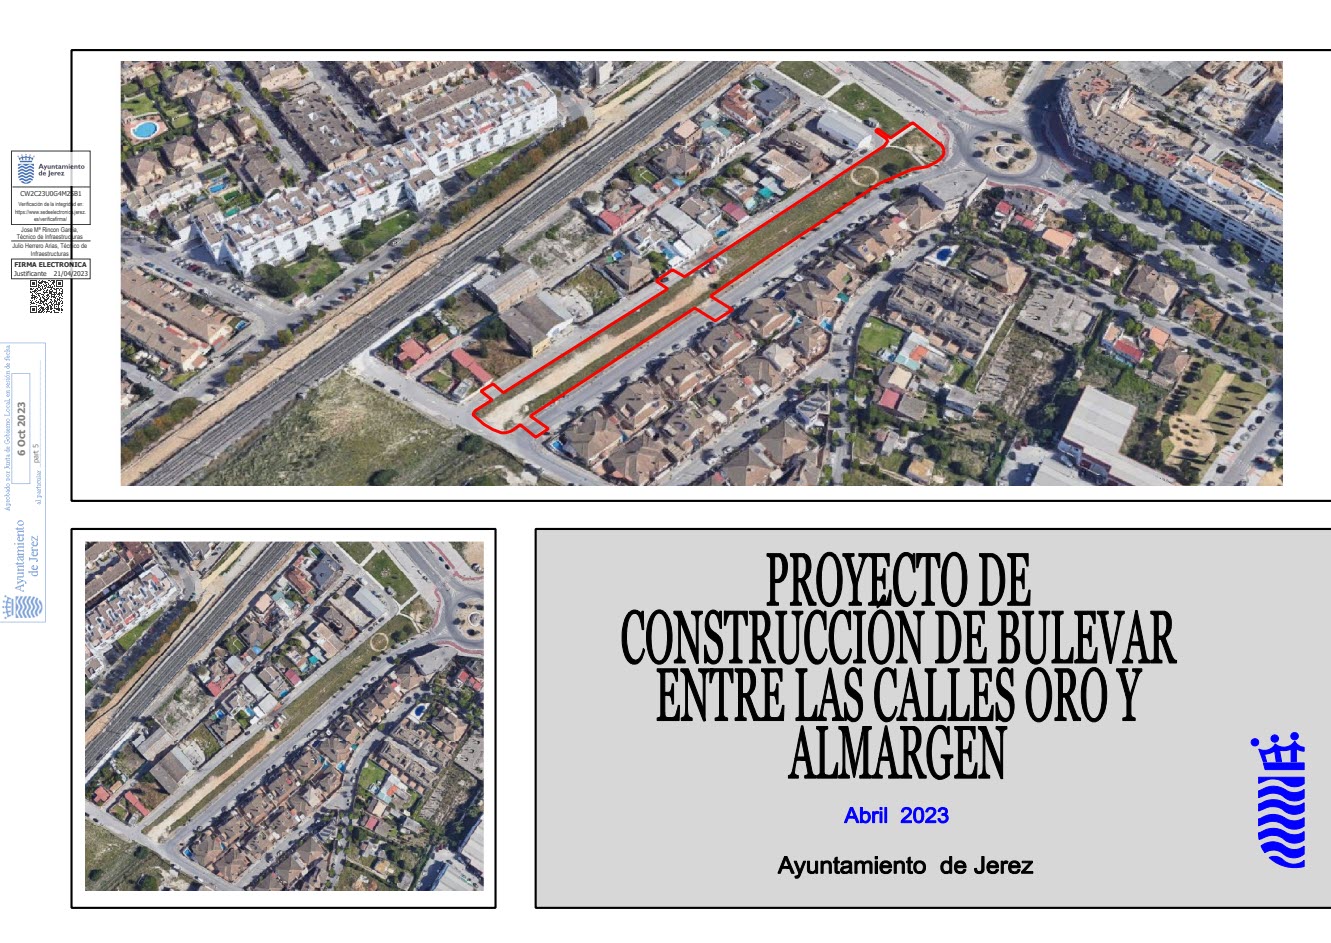 Ayuntamiento
de Jerez
CW2C23U0G4M25B1
Verificación de la integridad en:
https://www.sedeelectronica.jerez.
es/verificafirma/
Jose Mª Rincon Garcia,
Técnico de Infraestructuras
Julio Herrero Arias, Técnico de
Infraestructuras
FIRMA ELECTRONICA
Justificante 21/04/2023
Aprobado por Junta de Gobierno Local, en sesión de fecha
6 Oct 2023
al particular
part 5
Ayuntamiento
de Jerez
PROYECTO DE
CONSTRUCCIÓN DE BULEVAR
ENTRE LAS CALLES ORO Y
ALMARGEN
Abril 2023
Ayuntamiento de Jerez